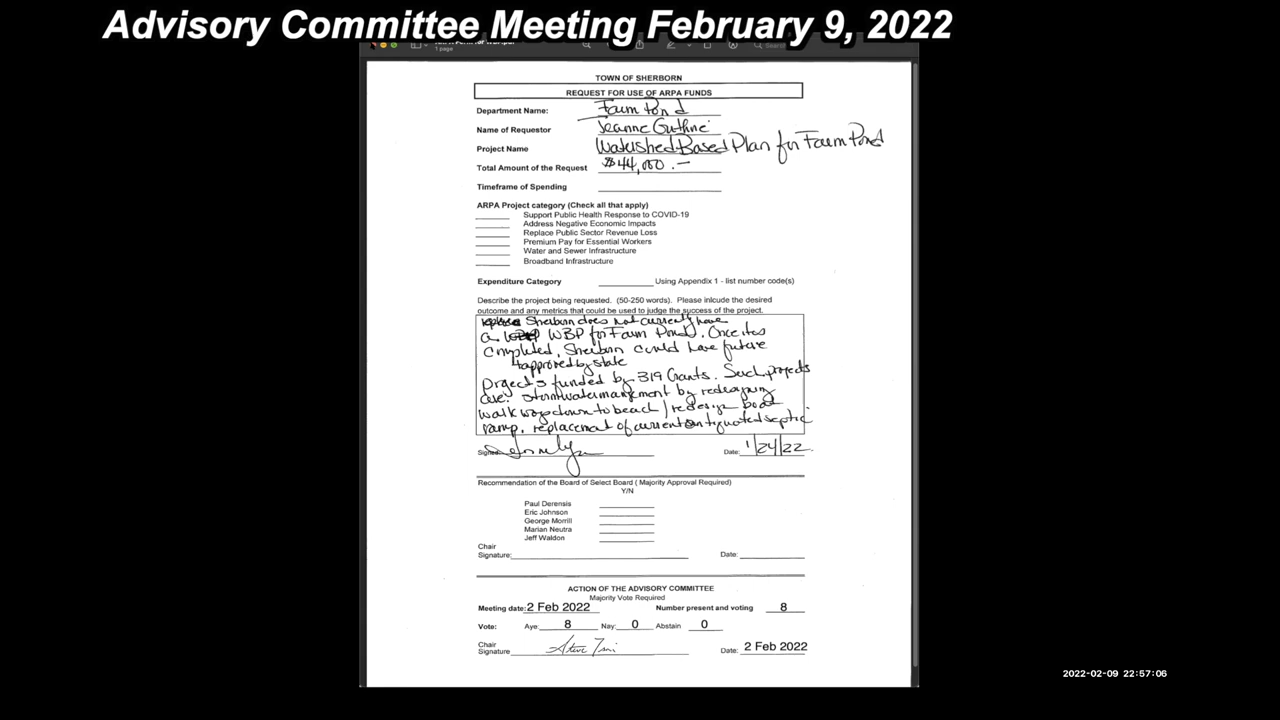 Advisory Committee Meeting February 9, 2022
1 page
Search
TOWN OF SHERBORN
REQUEST FOR USE OF ARPA FUNDS
Department Name: Farm Pond
Name of Requestor Jeanne Guthrie
Project Name Watershed Based Plan for Farm Pond
Total Amount of the Request $44,000.—
Timeframe of Spending
ARPA Project category (Check all that apply)
Support Public Health Response to COVID-19
Address Negative Economic Impacts
Replace Public Sector Revenue Loss
Premium Pay for Essential Workers
Water and Sewer Infrastructure
Broadband Infrastructure
Expenditure Category Using Appendix 1 - list number code(s)
Describe the project being requested. (50-250 words). Please inlcude the desired
outcome and any metrics that could be used to judge the success of the project.
Sherborn does not currently have
a WBP for Farm Pond. Once its
completed, Sherborn could have future
approved by state
projects funded by 319 Grants. Such projects
are: stormwater management by redesigning
walkways down to beach / redesign boat
ramp, replacement of current antiquated septic
Signed Date: 1/24/22
Recommendation of the Board of Select Board ( Majority Approval Required)
Y/N
Paul Derensis
Eric Johnson
George Morrill
Marian Neutra
Jeff Waldon
Chair
Signature: Date:
ACTION OF THE ADVISORY COMMITTEE
Majority Vote Required
Meeting date: 2 Feb 2022 Number present and voting 8
Vote: Aye: 8 Nay: 0 Abstain 0
Chair
Signature Steve Date: 2 Feb 2022
2022-02-09 22:57:06